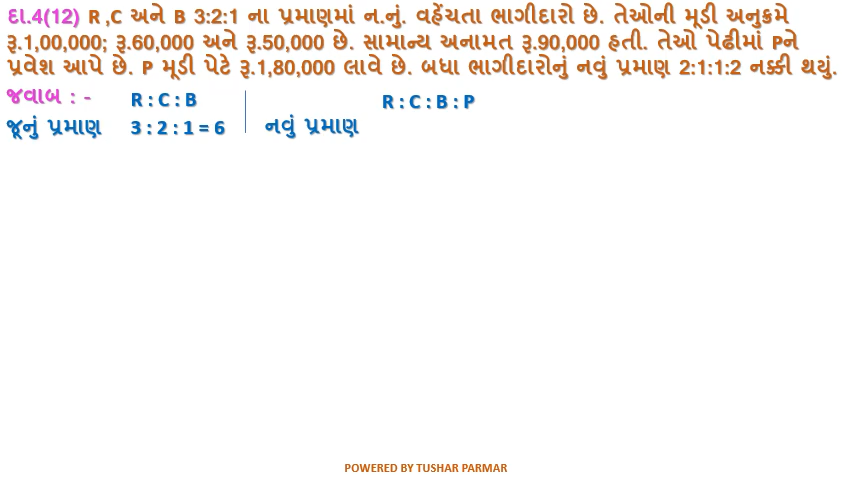 દા.4(12) R ,C અને B 3:2:1 ના પ્રમાણમાં ન.નું. વહેંચતા ભાગીદારો છે. તેઓની મૂડી અનુક્રમે
રૂ.1,00,000; રૂ.60,000 અને રૂ.50,000 છે. સામાન્ય અનામત રૂ.90,000 હતી. તેઓ પેઢીમાં Pને
પ્રવેશ આપે છે. P મૂડી પેટે રૂ.1,80,000 લાવે છે. બધા ભાગીદારોનું નવું પ્રમાણ 2:1:1:2 નક્કી થયું.
જવાબ : - R : C : B R : C : B : P
જૂનું પ્રમાણ 3 : 2 : 1 = 6 નવું પ્રમાણ
POWERED BY TUSHAR PARMAR